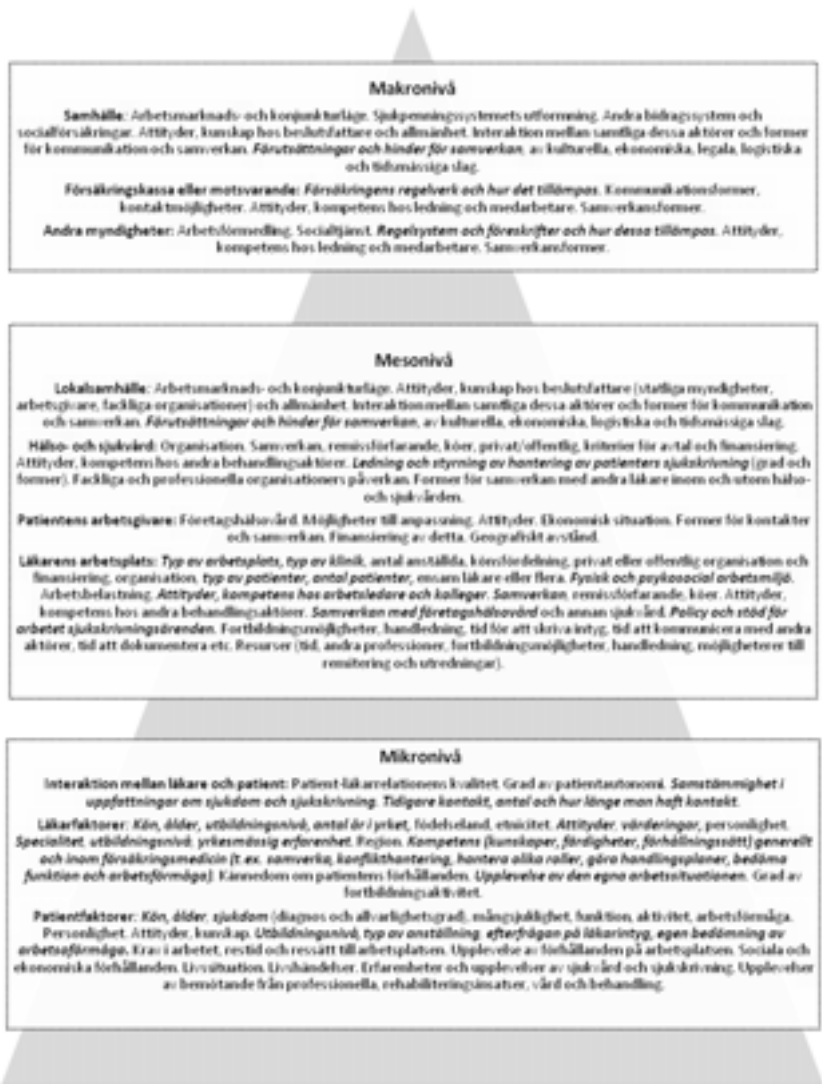 Makronivå
Samhälle: Arbetsmarknads- och konjunkturläge. Sjukpenningssystemets utformning. Andra bidragssystem och
socialförsäkringar. Attityder, kunskap hos beslutsfattare och allmänhet. Interaktion mellan samtliga dessa aktörer och former
för kommunikation och samverkan. Förutsättningar och hinder för samverkan, av kulturella, ekonomiska, legala, logistiska
och tidsmässiga slag.
Försäkringskassa eller motsvarande: Försäkringens regelverk och hur det tillämpas. Kommunikationsformer,
kontaktmöjligheter. Attityder, kompetens hos ledning och medarbetare. Samverkansformer.
Andra myndigheter: Arbetsförmedling. Socialtjänst. Regelsystem och föreskrifter och hur dessa tillämpas. Attityder,
kompetens hos ledning och medarbetare. Samverkansformer.
Mesonivå
Lokalsamhälle: Arbetsmarknads- och konjunkturläge. Attityder, kunskap hos beslutsfattare (statliga myndigheter,
arbetsgivare, fackliga organisationer) och allmänhet. Interaktion mellan samtliga dessa aktörer och former för kommunikation
och samverkan. Förutsättningar och hinder för samverkan, av kulturella, ekonomiska, logistiska och tidsmässiga slag.
Hälso- och sjukvård: Organisation. Samverkan, remissförfarande, köer, privat/offentlig, kriterier för avtal och finansiering.
Attityder, kompetens hos andra behandlingsaktörer. Ledning och styrning av hantering av patienters sjukskrivning (grad och
former). Fackliga och professionella organisationers påverkan. Former för samverkan med andra läkare inom och utom hälso-
och sjukvården.
Patientens arbetsgivare: Företagshälsovård. Möjligheter till anpassning. Attityder. Ekonomisk situation. Former för kontakter
och samverkan. Finansiering av detta. Geografiskt avstånd.
Läkarens arbetsplats: Typ av arbetsplats, typ av klinik, antal anställda, könsfördelning, privat eller offentlig organisation och
finansiering, organisation, typ av patienter, antal patienter, ensam läkare eller flera. Fysisk och psykosocial arbetsmiljö.
Arbetsbelastning. Attityder, kompetens hos arbetsledare och kolleger. Samverkan, remissförfarande, köer. Attityder,
kompetens hos andra behandlingsaktörer. Samverkan med företagshälsovård och annan sjukvård. Policy och stöd för
arbetet sjukskrivningsärenden. Fortbildningsmöjligheter, handledning, tid för att skriva intyg, tid att kommunicera med andra
aktörer, tid att dokumentera etc. Resurser (tid, andra professioner, fortbildningsmöjligheter, handledning, möjligheterer till
remitering och utredningar).
Mikronivå
Interaktion mellan läkare och patient: Patient-läkarrelationens kvalitet. Grad av patientautonomi. Samstämmighet i
uppfattningar om sjukdom och sjukskrivning. Tidigare kontakt, antal och hur länge man haft kontakt.
Läkarfaktorer: Kön, ålder, utbildningsnivå, antal år i yrket, födelseland, etnicitet. Attityder, värderingar, personlighet.
Specialitet, utbildningsnivå, yrkesmässig erfarenhet. Region. Kompetens (kunskaper, färdigheter, förhållningssätt) generellt
och inom försäkringsmedicin (t.ex. samverka, konflikthantering, hantera olika roller, göra handlingsplaner, bedöma
funktion och arbetsförmåga). Kännedom om patientens förhållanden. Upplevelse av den egna arbetssituationen. Grad av
fortbildningsaktivitet.
Patientfaktorer: Kön, ålder, sjukdom (diagnos och allvarlighetsgrad), mångsjuklighet, funktion, aktivitet, arbetsförmåga.
Personlighet. Attityder, kunskap. Utbildningsnivå, typ av anställning, efterfrågan på läkarintyg, egen bedömning av
arbetsoförmåga. Krav i arbetet, restid och ressätt till arbetsplatsen. Upplevelse av förhållanden på arbetsplatsen. Sociala och
ekonomiska förhållanden. Livssituation. Livshändelser. Erfarenheter och upplevelser av sjukvård och sjukskrivning. Upplevelser
av bemötande från professionella, rehabiliteringsinsatser, vård och behandling.